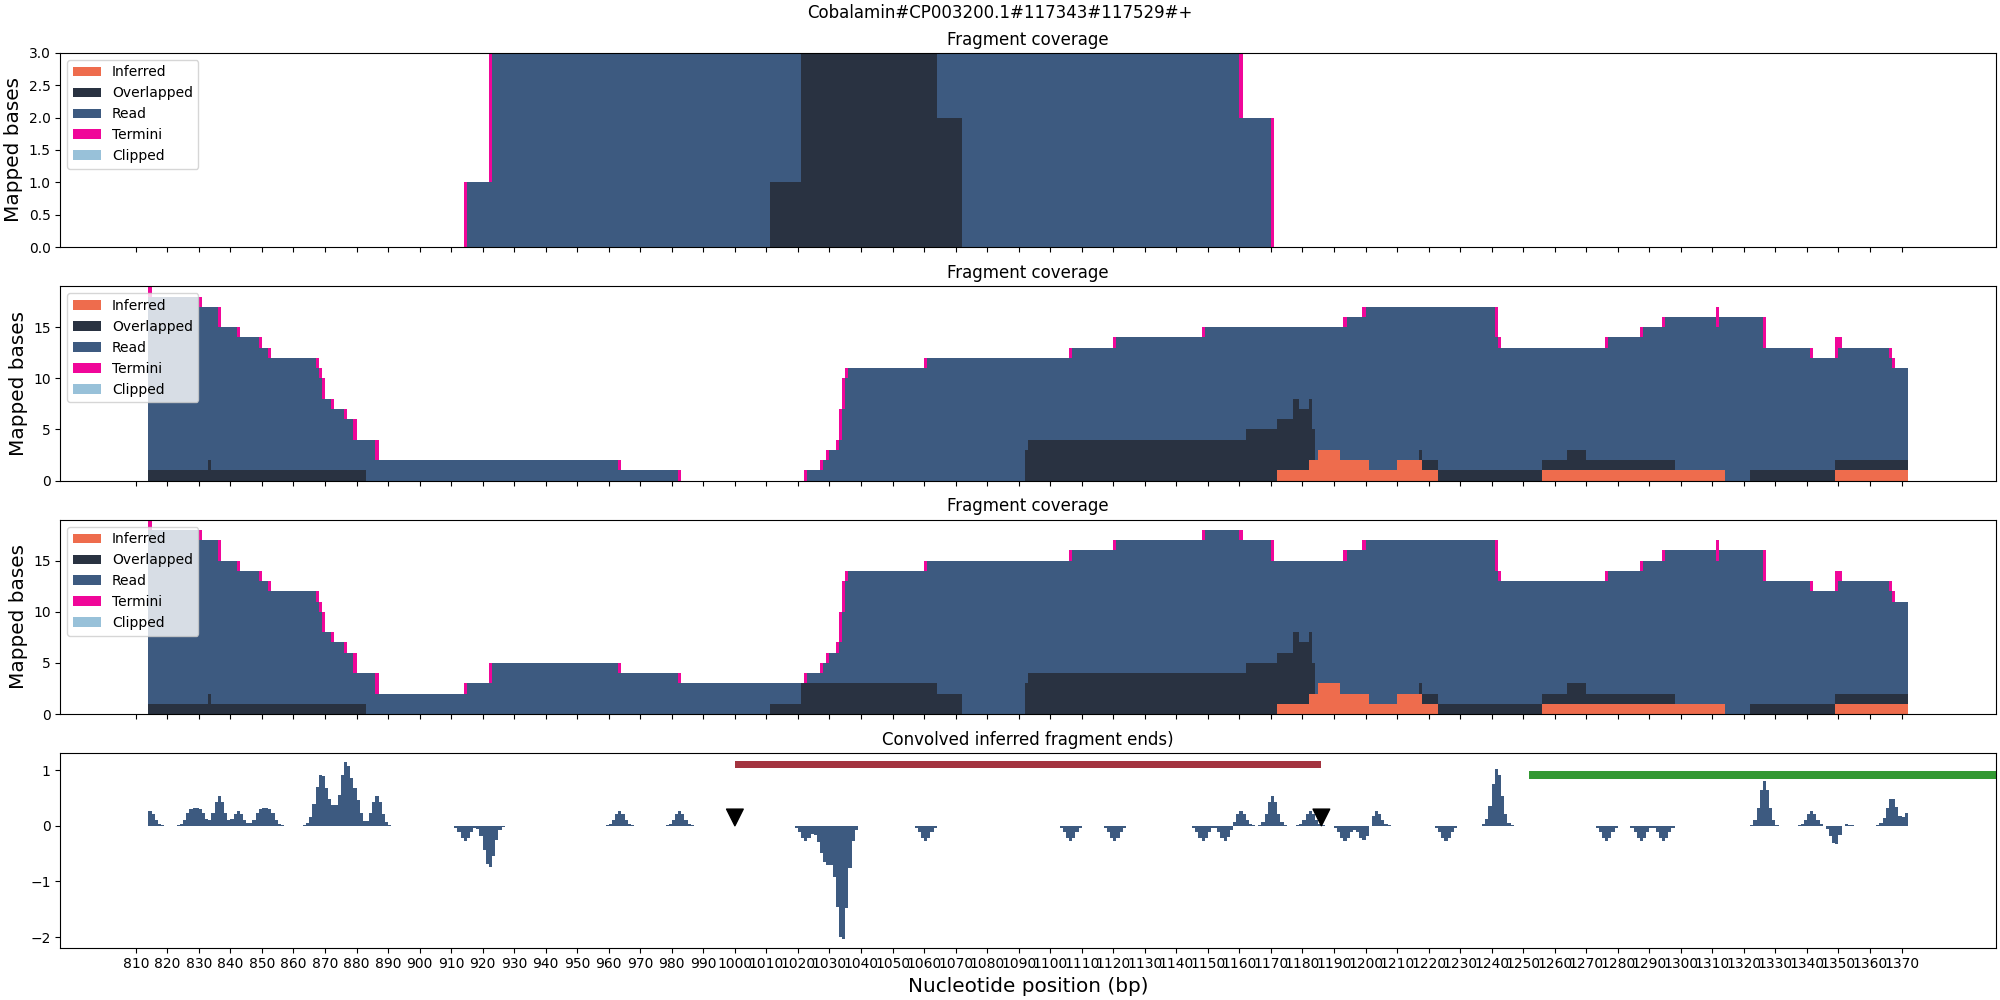 Cobalamin#CP003200.1#117343#117529#+
Fragment coverage
Mapped bases
3.0
2.5
2.0
1.5
1.0
0.5
0.0
Inferred
Overlapped
Read
Termini
Clipped
Fragment coverage
Mapped bases
15
10
5
0
Inferred
Overlapped
Read
Termini
Clipped
Fragment coverage
Mapped bases
15
10
5
0
Inferred
Overlapped
Read
Termini
Clipped
Convolved inferred fragment ends)
1
0
−1
−2
810 820 830 840 850 860 870 880 890 900 910 920 930 940 950 960 970 980 990 1000 1010 1020 1030 1040 1050 1060 1070 1080 1090 1100 1110 1120 1130 1140 1150 1160 1170 1180 1190 1200 1210 1220 1230 1240 1250 1260 1270 1280 1290 1300 1310 1320 1330 1340 1350 1360 1370
Nucleotide position (bp)